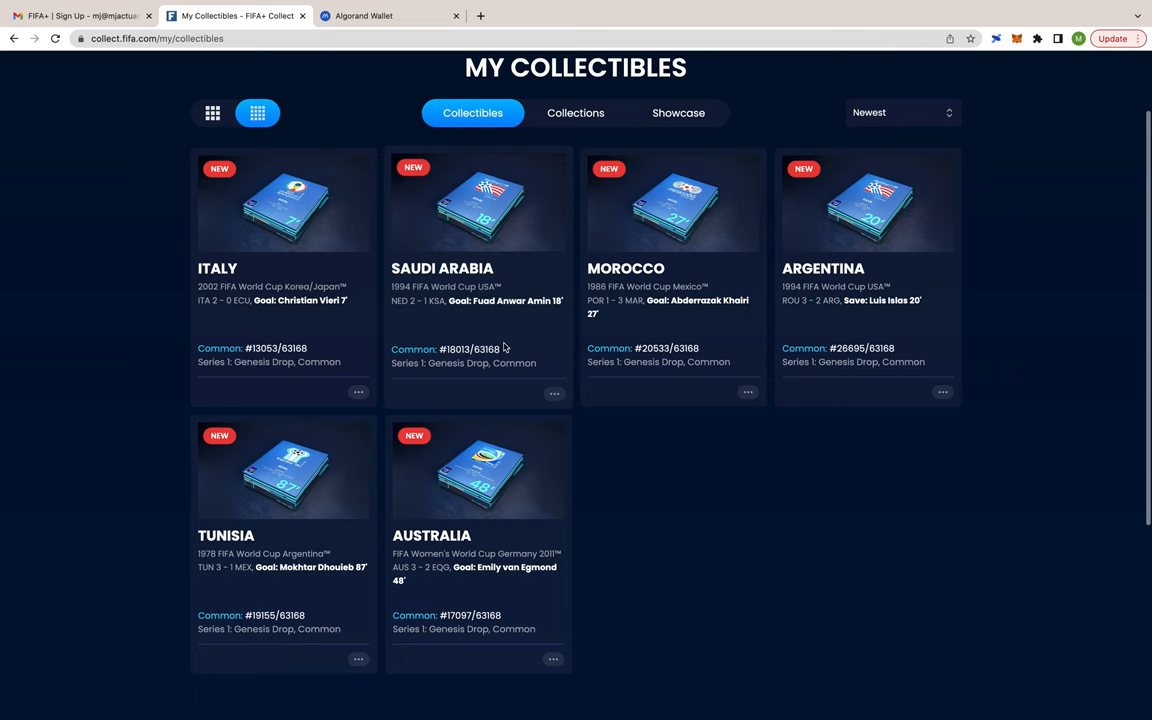 FIFA+ | Sign Up - mj@mjactua
My Collectibles - FIFA+ Collect
Algorand Wallet
collect.fifa.com/my/collectibles
M
Update
MY COLLECTIBLES
Collectibles
Collections
Showcase
Newest
NEW
7'
ITALY
2002 FIFA World Cup Korea/Japan™
ITA 2 - 0 ECU, Goal: Christian Vieri 7'
Common: #13053/63168
Series 1: Genesis Drop, Common
NEW
18'
SAUDI ARABIA
1994 FIFA World Cup USA™
NED 2 - 1 KSA, Goal: Fuad Anwar Amin 18'
Common: #18013/63168
Series 1: Genesis Drop, Common
NEW
27'
MOROCCO
1986 FIFA World Cup Mexico™
POR 1 - 3 MAR, Goal: Abderrazak Khairi
27'
Common: #20533/63168
Series 1: Genesis Drop, Common
NEW
20'
ARGENTINA
1994 FIFA World Cup USA™
ROU 3 - 2 ARG, Save: Luis Islas 20'
Common: #26695/63168
Series 1: Genesis Drop, Common
NEW
87'
TUNISIA
1978 FIFA World Cup Argentina™
TUN 3 - 1 MEX, Goal: Mokhtar Dhouieb 87'
Common: #19155/63168
Series 1: Genesis Drop, Common
NEW
48'
AUSTRALIA
FIFA Women's World Cup Germany 2011™
AUS 3 - 2 EQG, Goal: Emily van Egmond
48'
Common: #17097/63168
Series 1: Genesis Drop, Common